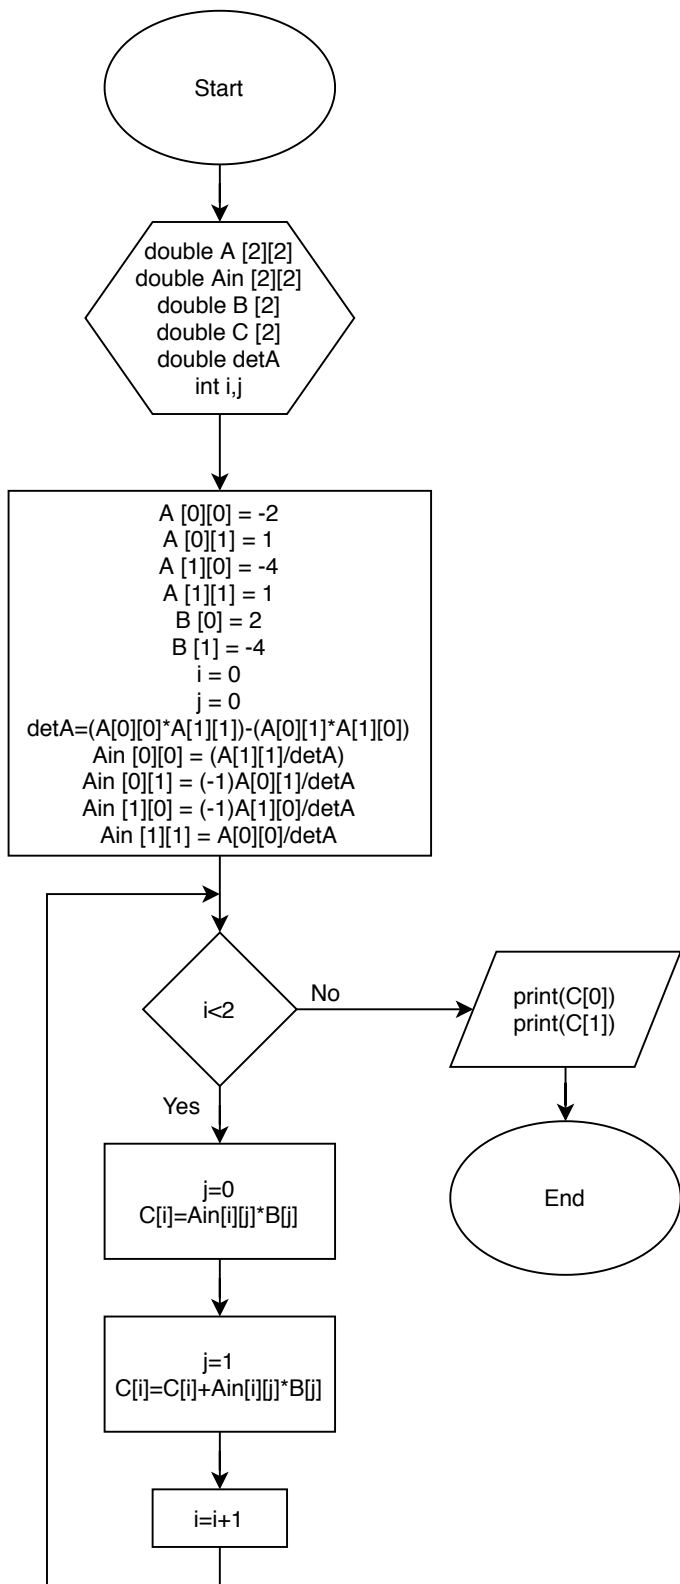 Start
double A [2][2]
double Ain [2][2]
double B [2]
double C [2]
double detA
int i,j
A [0][0] = -2
A [0][1] = 1
A [1][0] = -4
A [1][1] = 1
B [0] = 2
B [1] = -4
i = 0
j = 0
detA=(A[0][0]*A[1][1])-(A[0][1]*A[1][0])
Ain [0][0] = (A[1][1]/detA)
Ain [0][1] = (-1)A[0][1]/detA
Ain [1][0] = (-1)A[1][0]/detA
Ain [1][1] = A[0][0]/detA
i<2
No
print(C[0])
print(C[1])
Yes
j=0
C[i]=Ain[i][j]*B[j]
End
j=1
C[i]=C[i]+Ain[i][j]*B[j]
i=i+1